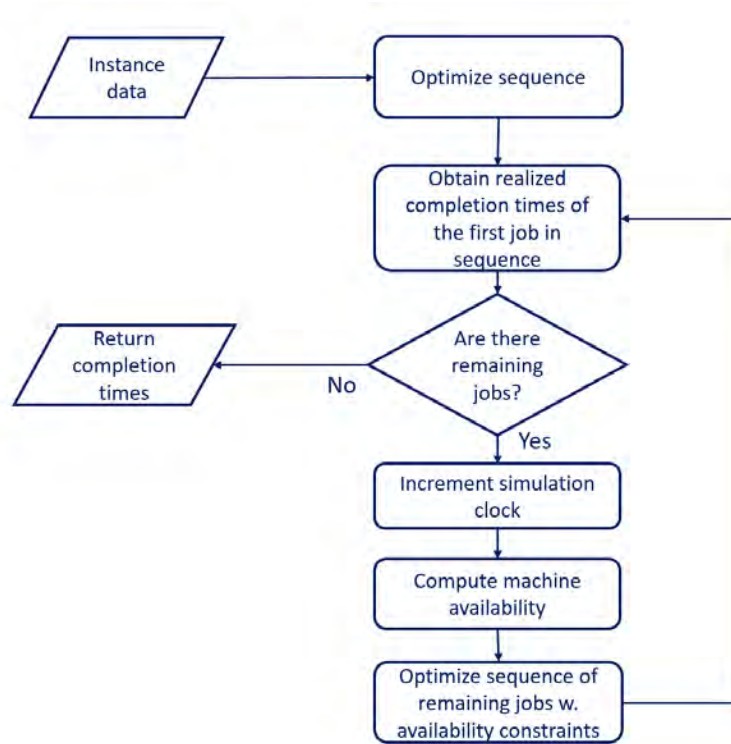 Instance
data
Optimize sequence
Obtain realized
completion times of
the first job in
sequence
Are there
remaining
jobs?
Return
completion
times
No
Yes
Increment simulation
clock
Compute machine
availability
Optimize sequence of
remaining jobs w.
availability constraints